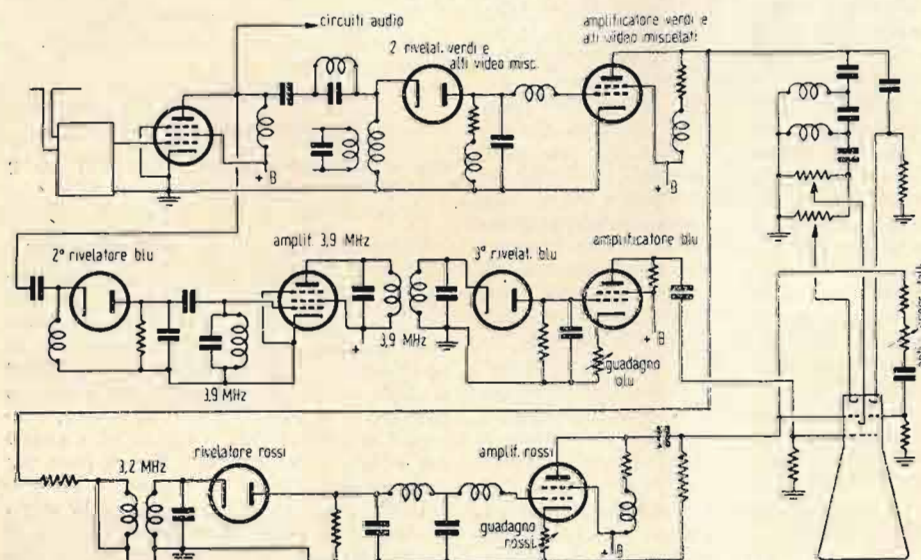 circuiti audio
2 rivelat. verdi e
alti video misc.
amplificatore verdi e
alti video miscelati
+ B
+ B
2° rivelatore blu
amplif. 3,9 MHz
3° rivelat. blu
amplificatore blu
3,9 MHz
+
3,9 MHz
guadagno
blu
+ B
rivelatore rossi
3,2 MHz
amplif. rossi
guadagno
rossi
+ B